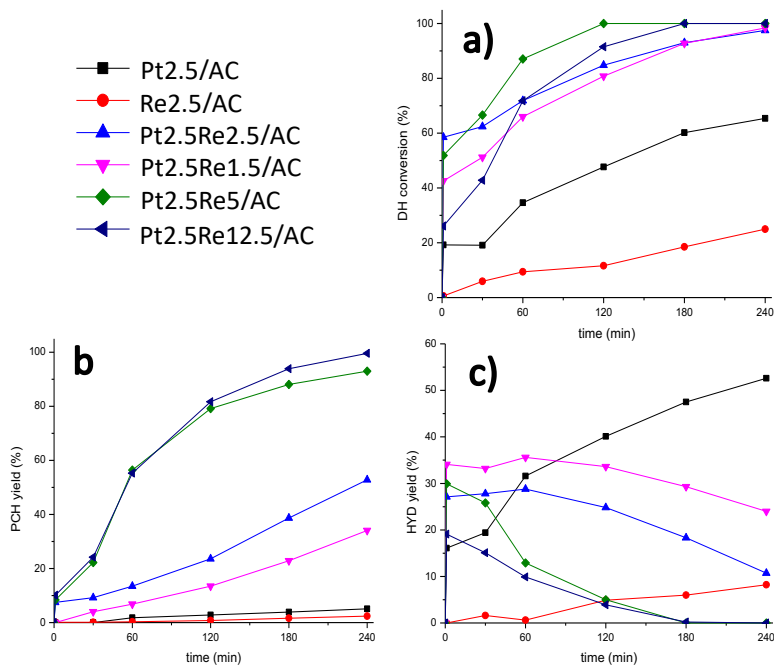 a)
Pt2.5/AC
Re2.5/AC
Pt2.5Re2.5/AC
Pt2.5Re1.5/AC
Pt2.5Re5/AC
Pt2.5Re12.5/AC
100
80
60
40
20
0
DH conversion (%)
0 60 120 180 240
time (min)
b
100
80
60
40
20
0
PCH yield (%)
0 60 120 180 240
time (min)
c)
60
50
40
30
20
10
0
HYD yield (%)
0 60 120 180 240
time (min)